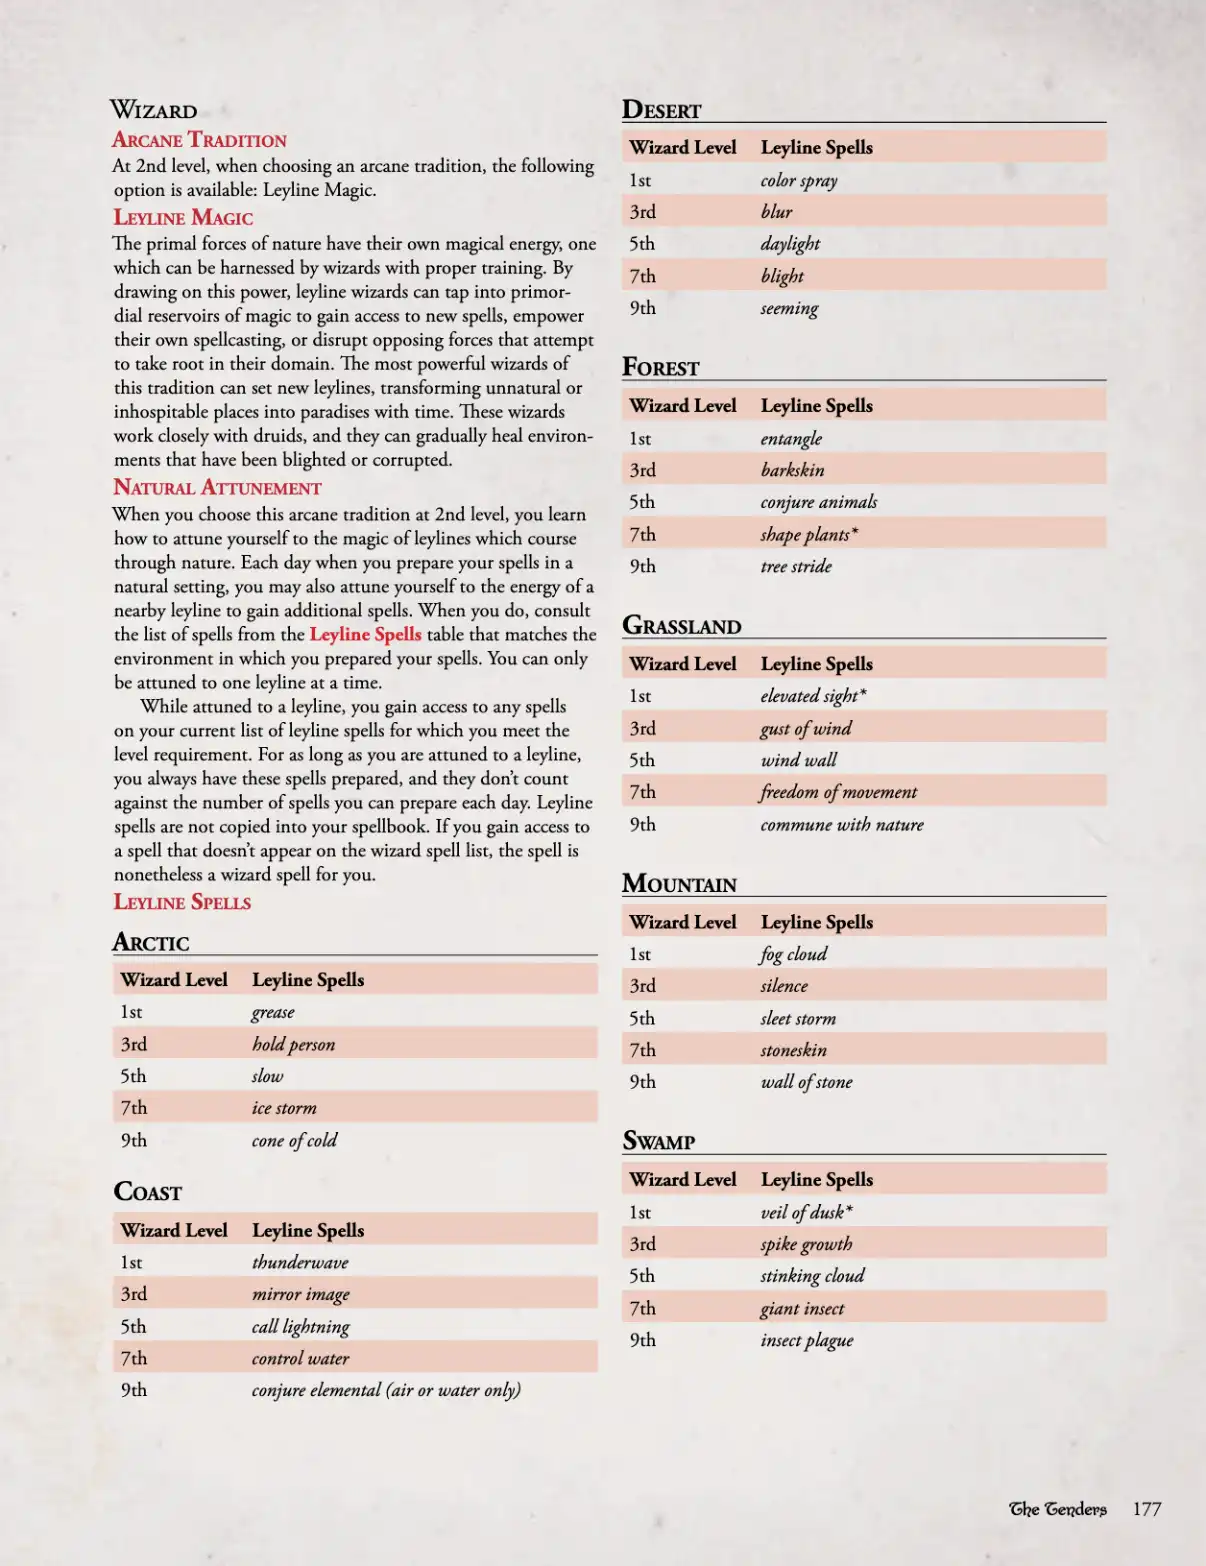 WIZARD
ARCANE TRADITION
At 2nd level, when choosing an arcane tradition, the following
option is available: Leyline Magic.
LEYLINE MAGIC
The primal forces of nature have their own magical energy, one
which can be harnessed by wizards with proper training. By
drawing on this power, leyline wizards can tap into primor-
dial reservoirs of magic to gain access to new spells, empower
their own spellcasting, or disrupt opposing forces that attempt
to take root in their domain. The most powerful wizards of
this tradition can set new leylines, transforming unnatural or
inhospitable places into paradises with time. These wizards
work closely with druids, and they can gradually heal environ-
ments that have been blighted or corrupted.
NATURAL ATTUNEMENT
When you choose this arcane tradition at 2nd level, you learn
how to attune yourself to the magic of leylines which course
through nature. Each day when you prepare your spells in a
natural setting, you may also attune yourself to the energy of a
nearby leyline to gain additional spells. When you do, consult
the list of spells from the Leyline Spells table that matches the
environment in which you prepared your spells. You can only
be attuned to one leyline at a time.
While attuned to a leyline, you gain access to any spells
on your current list of leyline spells for which you meet the
level requirement. For as long as you are attuned to a leyline,
you always have these spells prepared, and they don't count
against the number of spells you can prepare each day. Leyline
spells are not copied into your spellbook. If you gain access to
a spell that doesn't appear on the wizard spell list, the spell is
nonetheless a wizard spell for you.
LEYLINE SPELLS
ARCTIC
Wizard Level Leyline Spells
1st grease
3rd hold person
5th slow
7th ice storm
9th cone of cold
COAST
Wizard Level Leyline Spells
1st thunderwave
3rd mirror image
5th call lightning
7th control water
9th conjure elemental (air or water only)
DESERT
Wizard Level Leyline Spells
1st color spray
3rd blur
5th daylight
7th blight
9th seeming
FOREST
Wizard Level Leyline Spells
1st entangle
3rd barkskin
5th conjure animals
7th shape plants*
9th tree stride
GRASSLAND
Wizard Level Leyline Spells
1st elevated sight*
3rd gust of wind
5th wind wall
7th freedom of movement
9th commune with nature
MOUNTAIN
Wizard Level Leyline Spells
1st fog cloud
3rd silence
5th sleet storm
7th stoneskin
9th wall of stone
SWAMP
Wizard Level Leyline Spells
1st veil of dusk*
3rd spike growth
5th stinking cloud
7th giant insect
9th insect plague
The Tenders 177